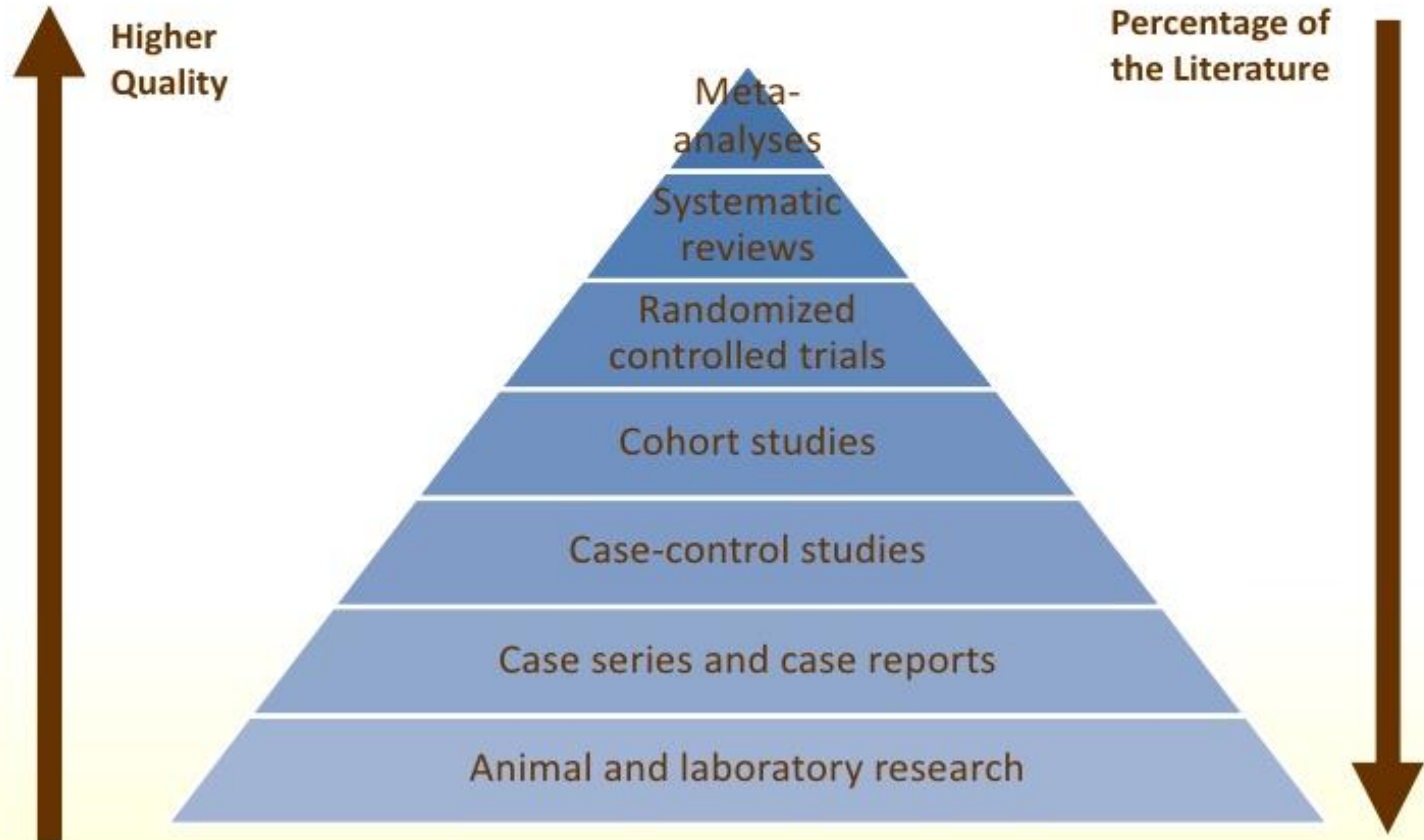 Higher
Quality
Percentage of
the Literature
Meta-
analyses
Systematic
reviews
Randomized
controlled trials
Cohort studies
Case-control studies
Case series and case reports
Animal and laboratory research